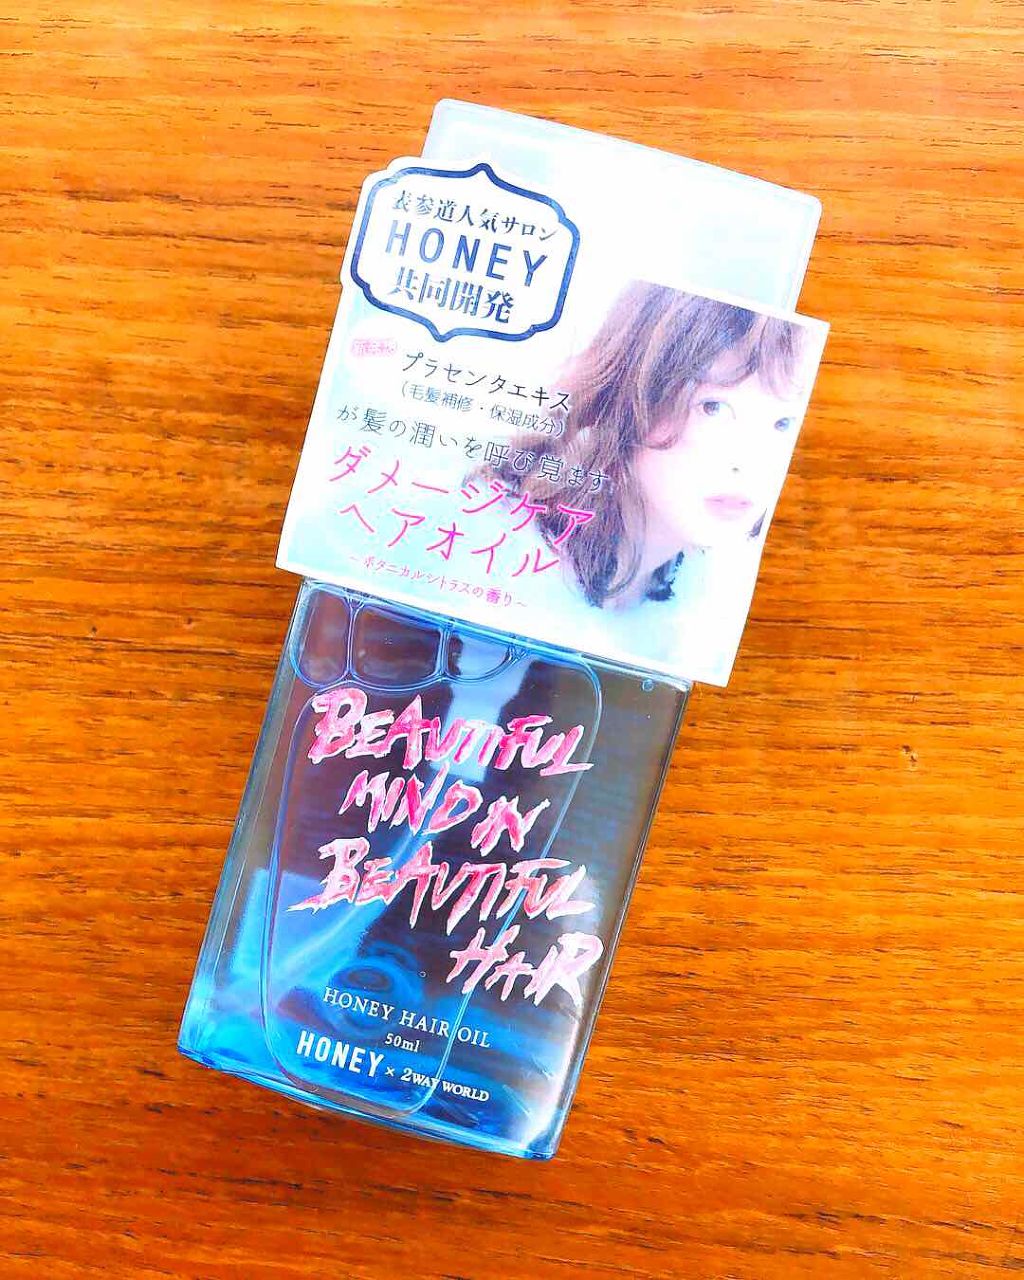 表参道人気サロン
HONEY
共同開発
プラセンタエキス
(毛髪補修・保湿成分)
が髪の潤いを呼び覚ます
ダメージケア
ヘアオイル
～ボタニカルシトラスの香り～
BEAUTIFUL
MIND IN
BEAUTIFUL
HAIR
HONEY HAIR OIL
50ml
HONEY × 2WAY WORLD